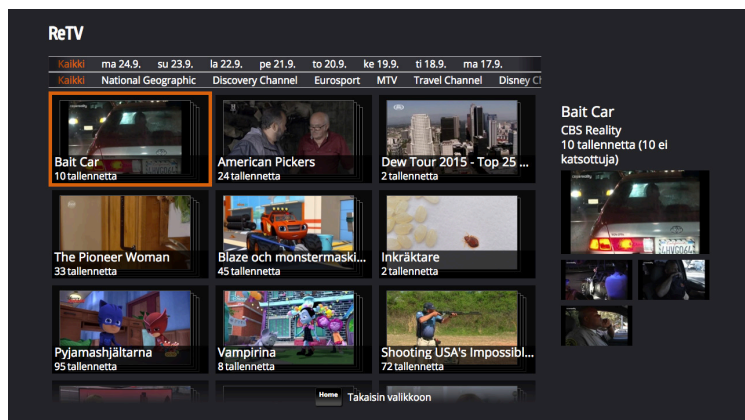 ReTV
Kaikki ma 24.9. su 23.9. la 22.9. pe 21.9. to 20.9. ke 19.9. ti 18.9. ma 17.9.
Kaikki National Geographic Discovery Channel Eurosport MTV Travel Channel Disney Ch
Bait Car
10 tallennetta
American Pickers
24 tallennetta
Dew Tour 2015 - Top 25 ...
2 tallennetta
The Pioneer Woman
33 tallennetta
Blaze och monstermaski...
45 tallennetta
Inkräktare
2 tallennetta
Pyjamashjältarna
95 tallennetta
Vampirina
8 tallennetta
Shooting USA's Impossibl...
72 tallennetta
Bait Car
CBS Reality
10 tallennetta (10 ei
katsottuja)
Home Takaisin valikkoon